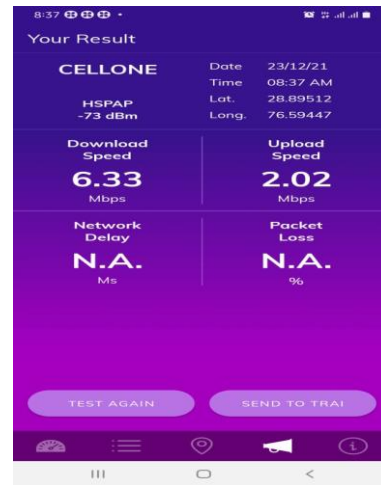 8:37
Your Result
CELLONE
HSPAP
-73 dBm
Date 23/12/21
Time 08:37 AM
Lat. 28.89512
Long. 76.59447
Download Speed
6.33
Mbps
Upload Speed
2.02
Mbps
Network Delay
N.A.
Ms
Packet Loss
N.A.
%
TEST AGAIN
SEND TO TRAI